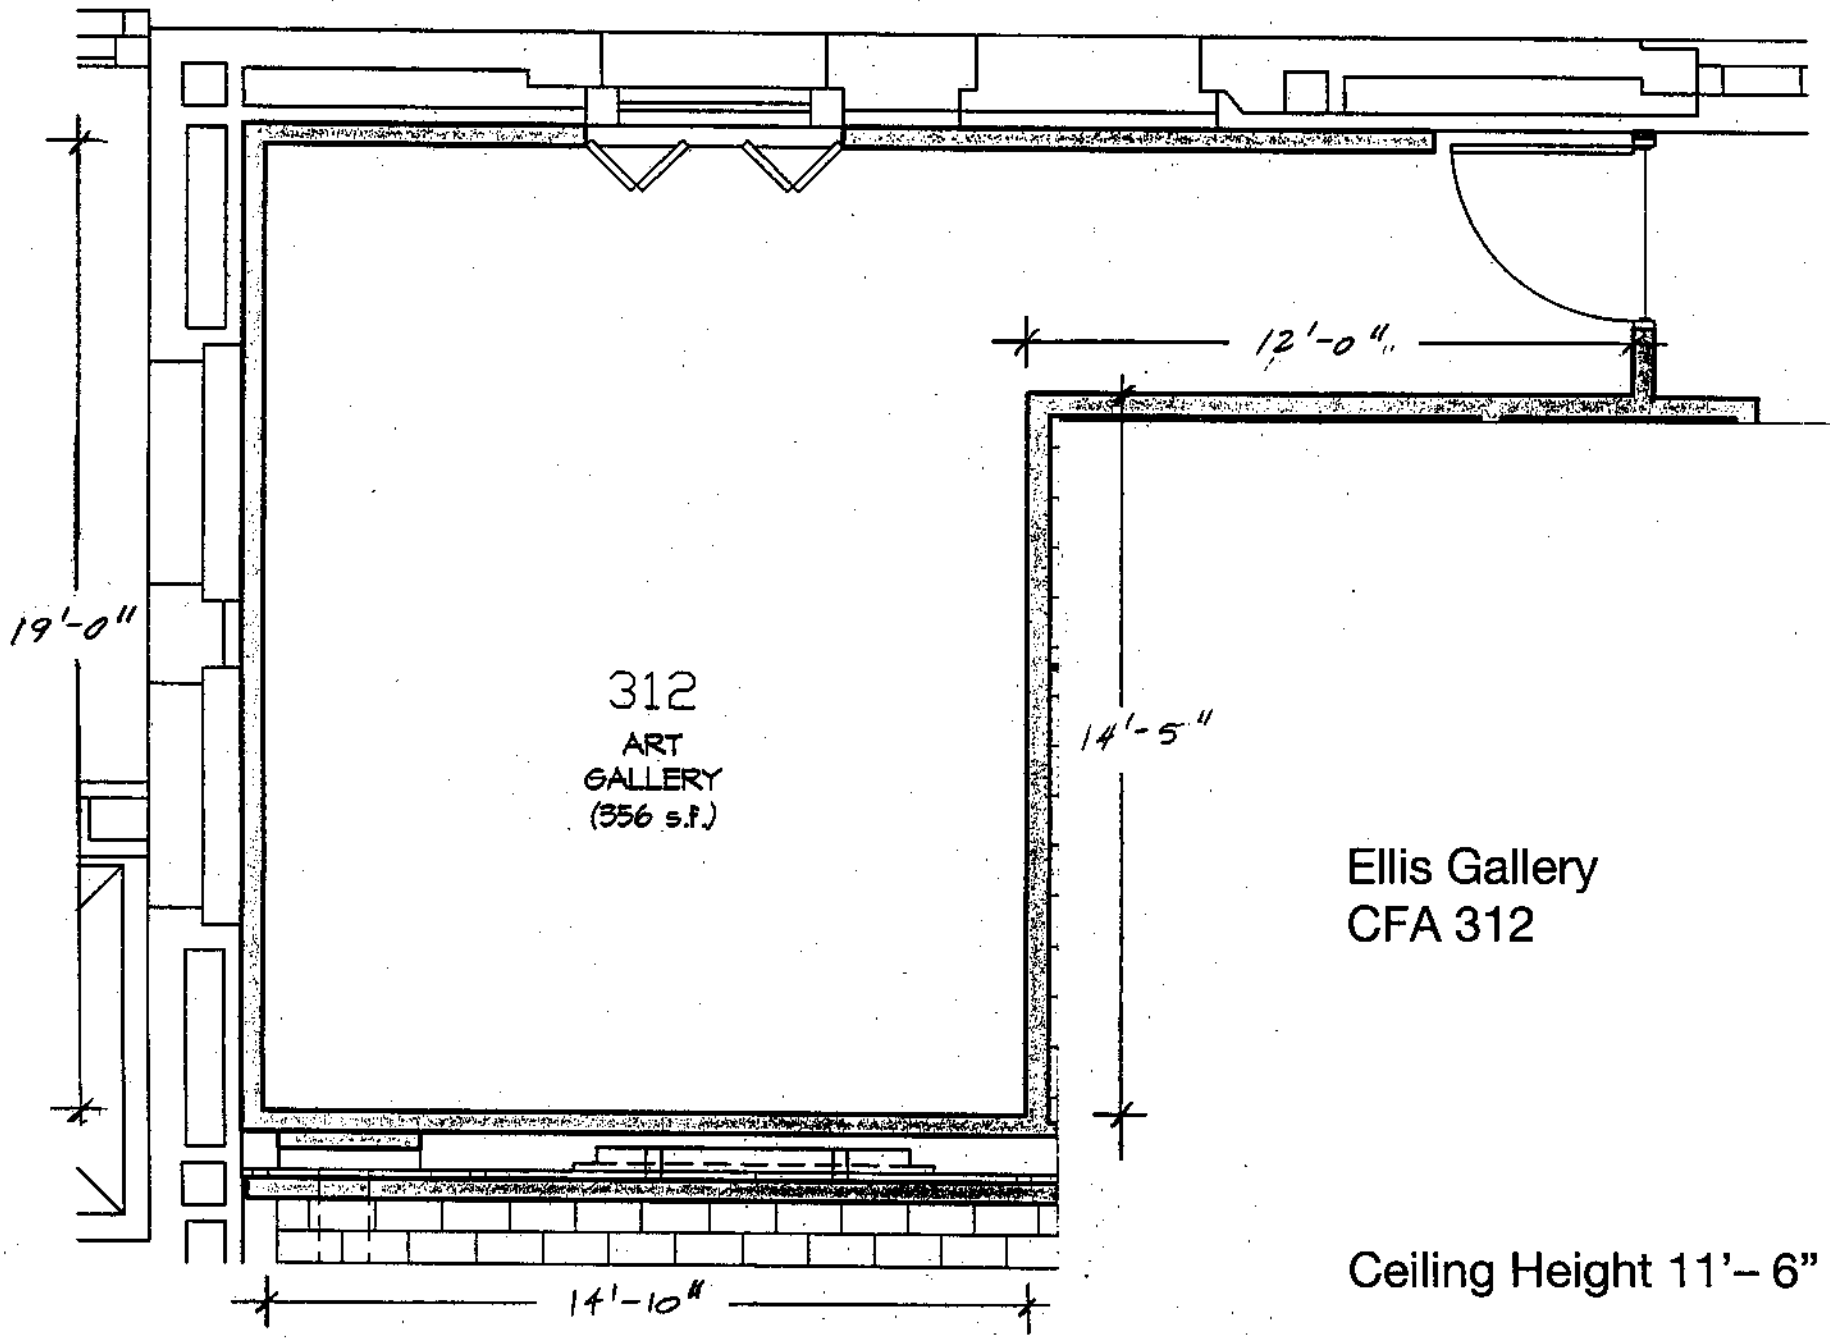 12'-0"
19'-0"
312
ART
GALLERY
(356 s.f.)
14'-5"
Ellis Gallery
CFA 312
Ceiling Height 11'– 6”
14'-10"